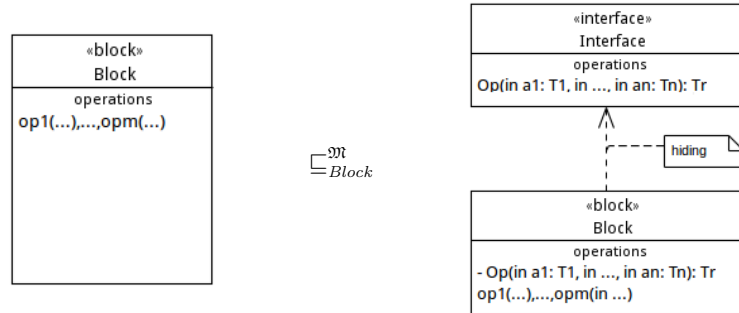 «block»
Block
operations
op1(...),...,opm(...)
⊑𝔐Block
«interface»
Interface
operations
Op(in a1: T1, in ..., in an: Tn): Tr
hiding
«block»
Block
operations
- Op(in a1: T1, in ..., in an: Tn): Tr
op1(...),...,opm(in ...)